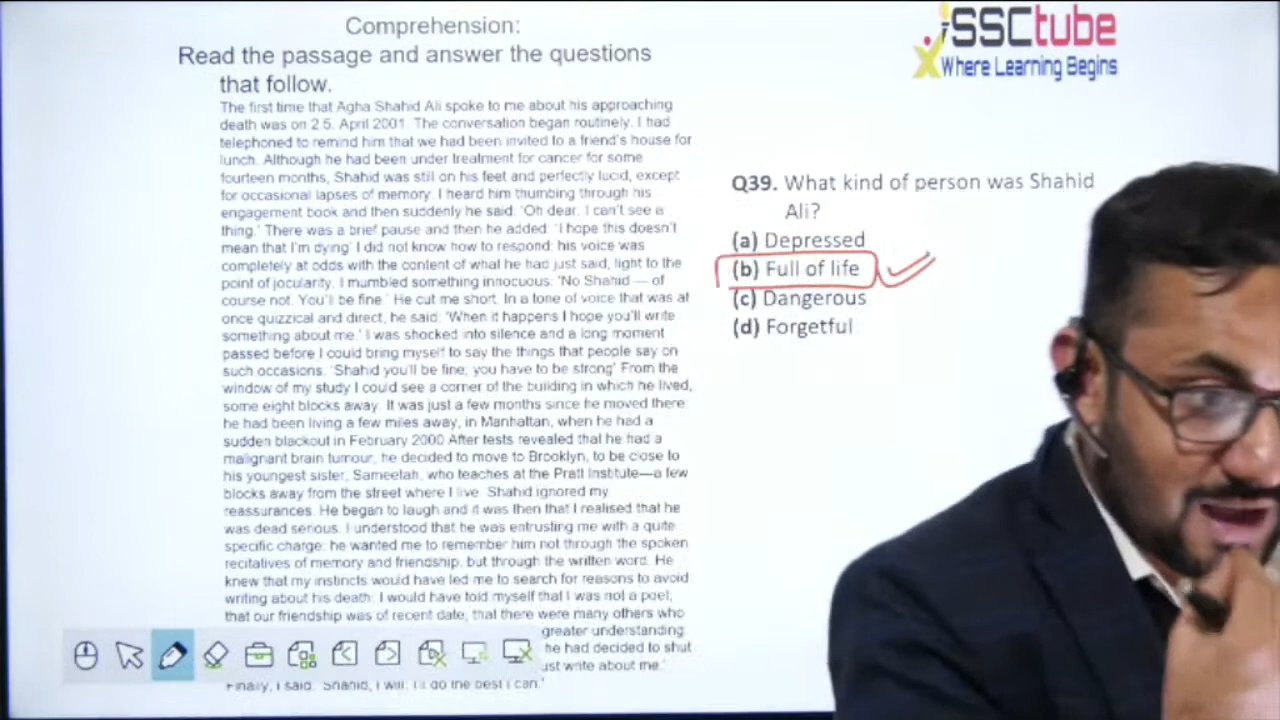 Comprehension:
Read the passage and answer the questions
that follow.
The first time that Agha Shahid Ali spoke to me about his approaching
death was on 25. April 2001. The conversation began routinely. I had
telephoned to remind him that we had been invited to a friend's house for
lunch. Although he had been under treatment for cancer for some
fourteen months, Shahid was still on his feet and perfectly lucid, except
for occasional lapses of memory. I heard him thumbing through his
engagement book and then suddenly he said: 'Oh dear. I can't see a
thing.' There was a brief pause and then he added: 'I hope this doesn't
mean that I'm dying' I did not know how to respond: his voice was
completely at odds with the content of what he had just said, light to the
point of jocularity. I mumbled something innocuous: 'No Shahid — of
course not. You'll be fine.' He cut me short. In a tone of voice that was at
once quizzical and direct, he said: 'When it happens I hope you'll write
something about me.' I was shocked into silence and a long moment
passed before I could bring myself to say the things that people say on
such occasions. 'Shahid you'll be fine; you have to be strong' From the
window of my study I could see a corner of the building in which he lived,
some eight blocks away. It was just a few months since he moved there:
he had been living a few miles away, in Manhattan, when he had a
sudden blackout in February 2000 After tests revealed that he had a
malignant brain tumour, he decided to move to Brooklyn, to be close to
his youngest sister, Sameetah, who teaches at the Pratt Institute—a few
blocks away from the street where I live. Shahid ignored my
reassurances. He began to laugh and it was then that I realised that he
was dead serious. I understood that he was entrusting me with a quite
specific charge: he wanted me to remember him not through the spoken
recitatives of memory and friendship, but through the written word. He
knew that my instincts would have led me to search for reasons to avoid
writing about his death: I would have told myself that I was not a poet;
that our friendship was of recent date; that there were many others who
greater understanding
he had decided to shut
ust write about me.'
Finally, I said: 'Shahid, I will: I'll do the best I can.'
iSSCtube
Where Learning Begins
Q39. What kind of person was Shahid
Ali?
(a) Depressed
(b) Full of life
(c) Dangerous
(d) Forgetful